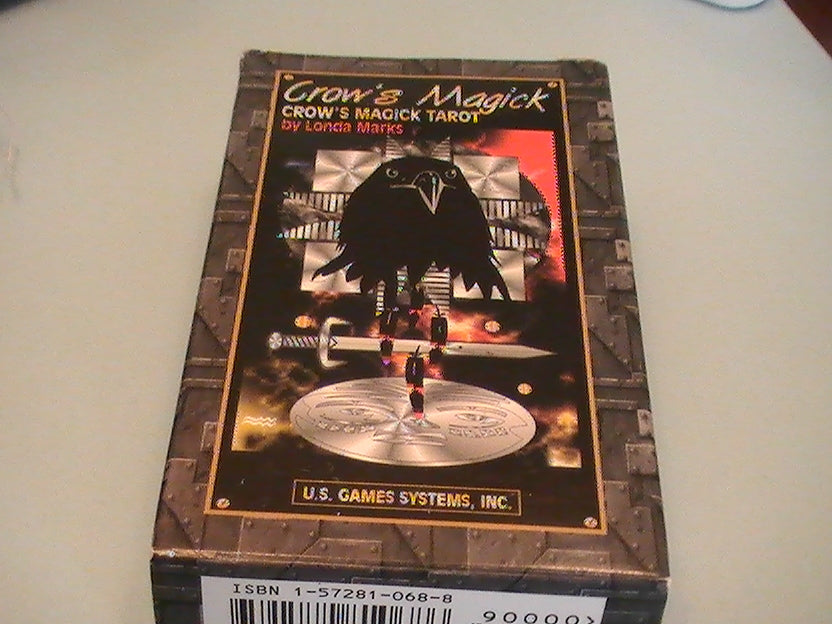 Crow's Magick
CROW'S MAGICK TAROT
by Londa Marks
U.S. GAMES SYSTEMS, INC.
ISBN 1-57281-068-8
90000>